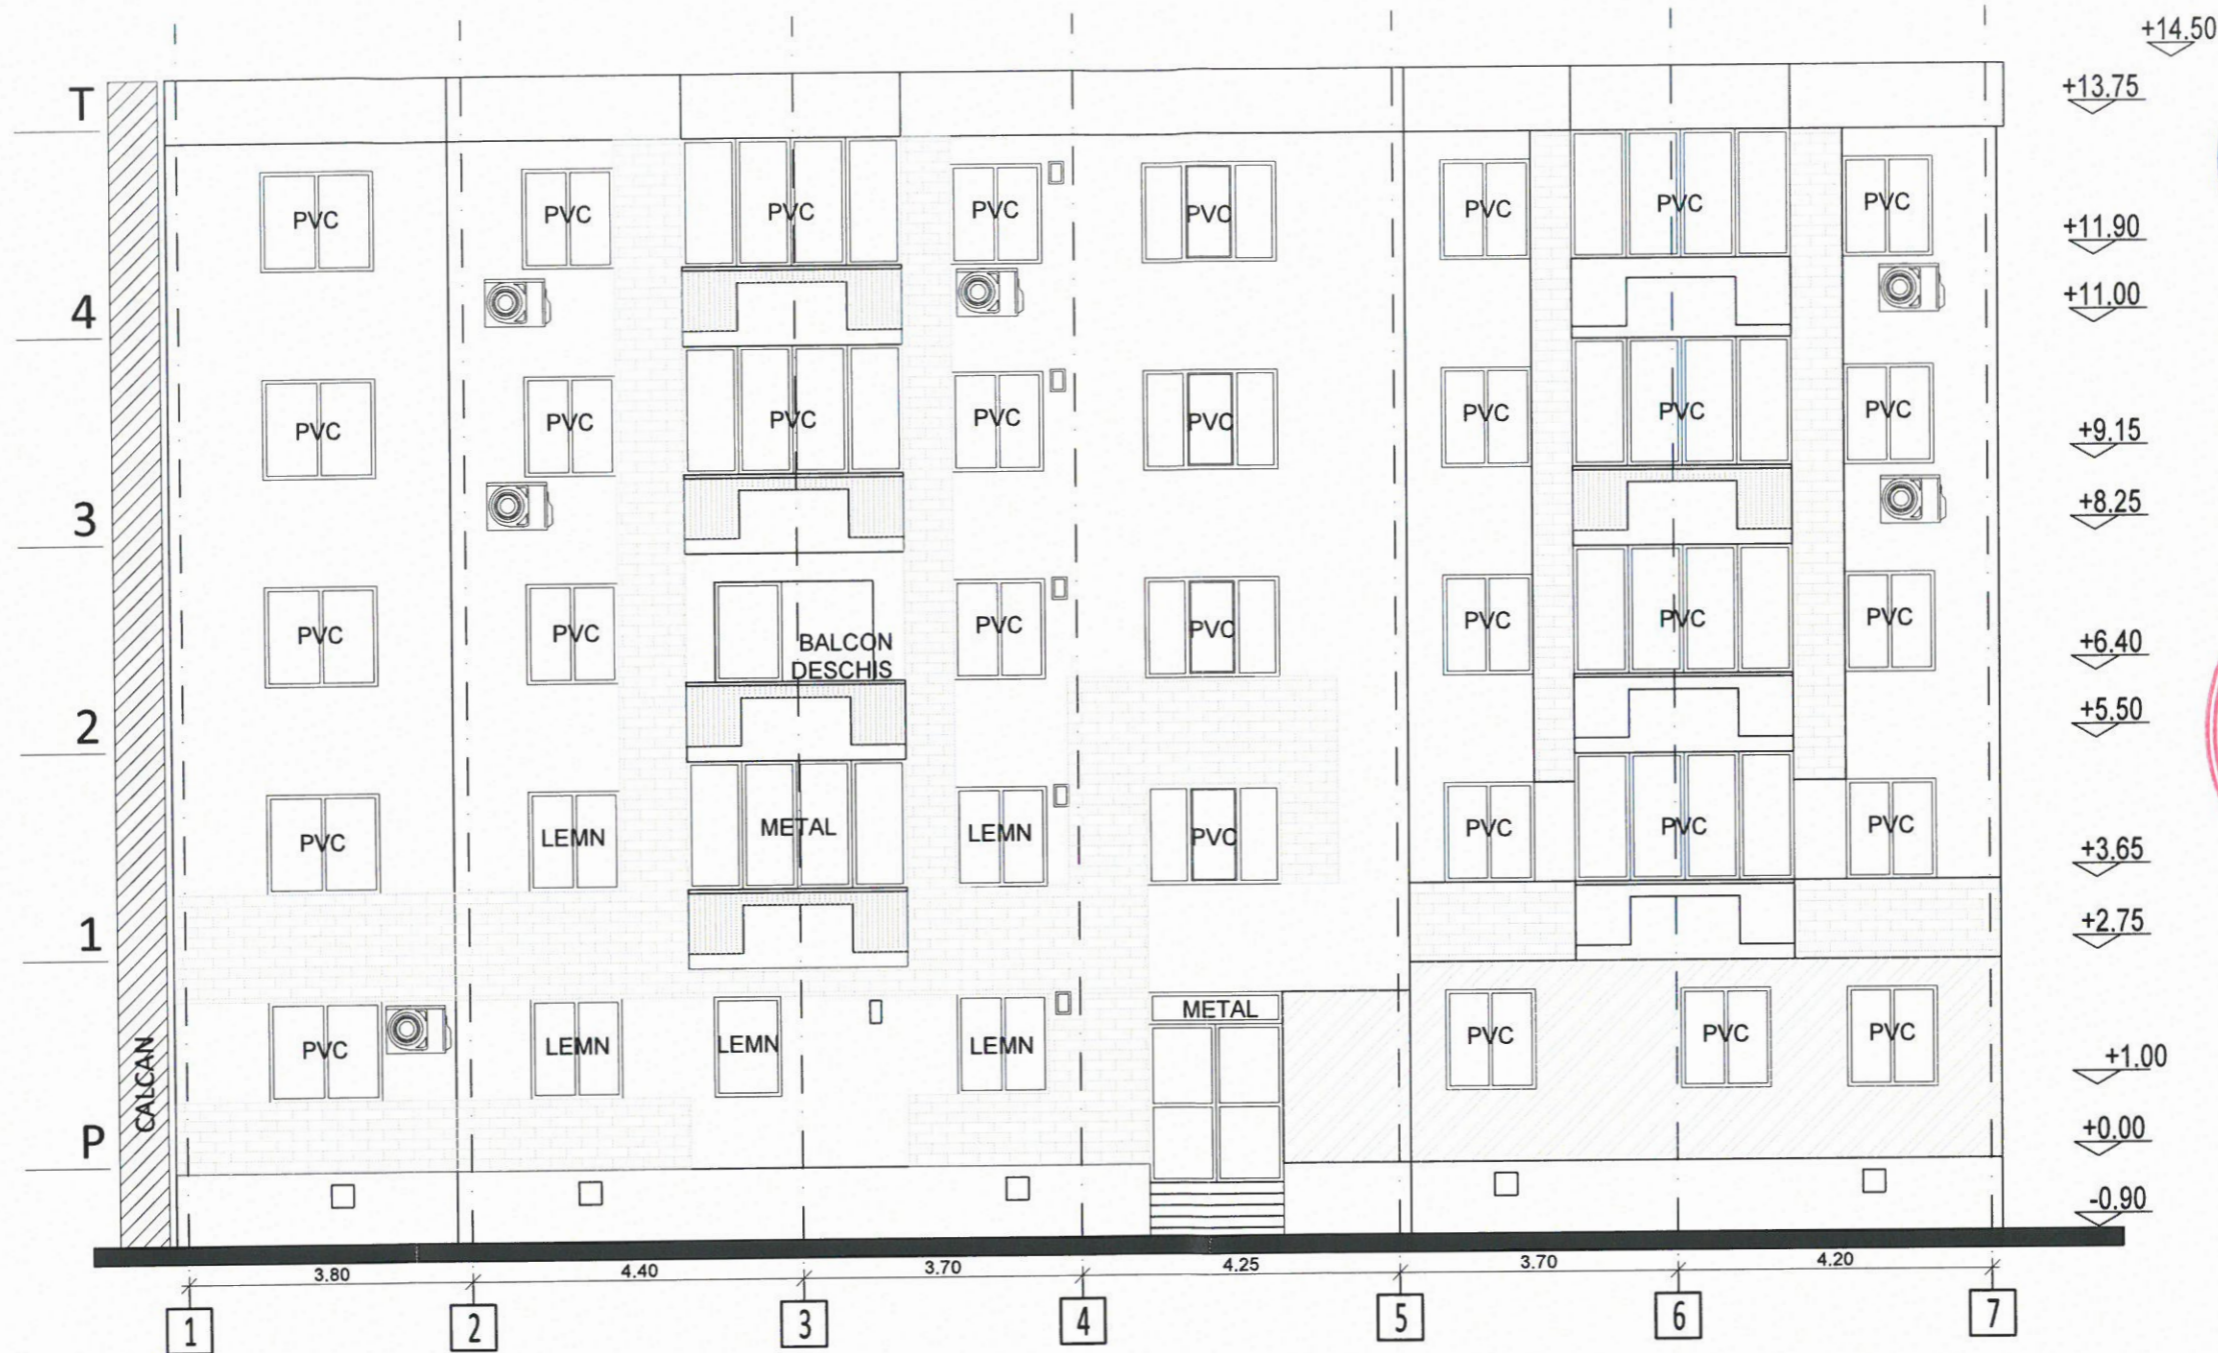 +14.50
T
+13.75
PVC PVC PVC PVC PVC PVC PVC PVC
+11.90
4
+11.00
PVC PVC PVC PVC PVC PVC PVC PVC
+9.15
3
+8.25
PVC PVC BALCON DESCHIS PVC PVC PVC PVC PVC
+6.40
2
+5.50
PVC LEMN METAL LEMN PVC PVC PVC PVC
+3.65
1
+2.75
METAL
PVC LEMN LEMN LEMN PVC PVC PVC
+1.00
CALCAN
P
+0.00
-0.90
3.80 4.40 3.70 4.25 3.70 4.20
1 2 3 4 5 6 7